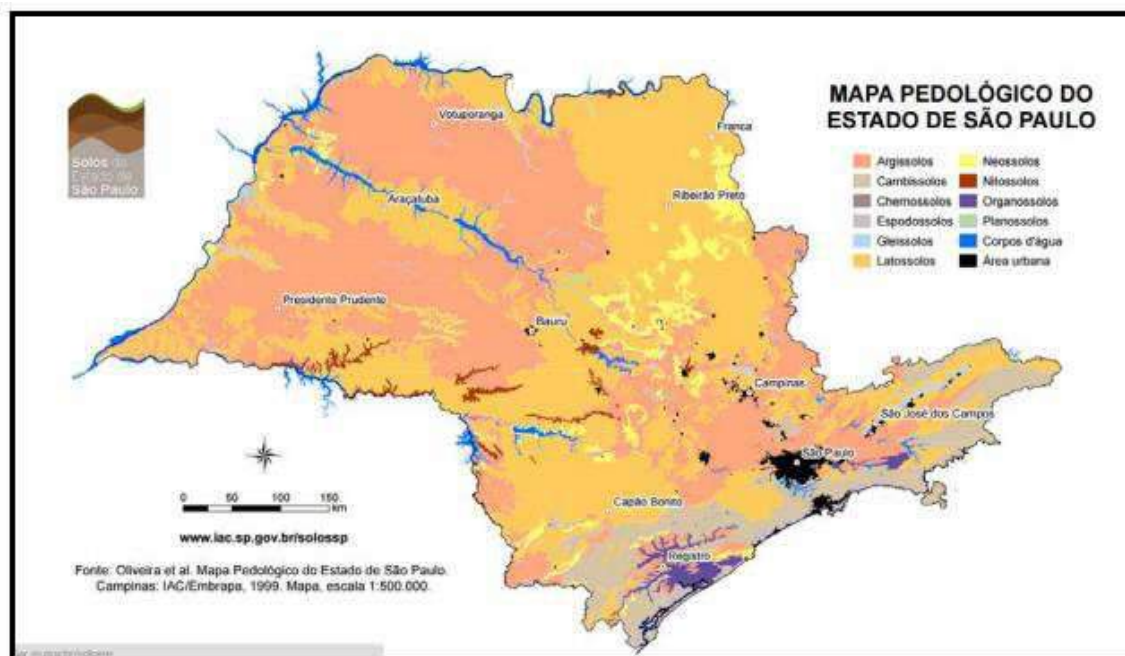 MAPA PEDOLÓGICO DO
ESTADO DE SÃO PAULO
Solos do
Estado de
São Paulo
Argissolos
Cambissolos
Chernossolos
Espodossolos
Gleissolos
Latossolos
Neossolos
Nitossolos
Organossolos
Planossolos
Corpos d'água
Área urbana
Votuporanga
Franca
Araçatuba
Ribeirão Preto
Presidente Prudente
Bauru
Campinas
São José dos Campos
São Paulo
Capão Bonito
Registro
0 50 100 150
km
www.iac.sp.gov.br/solossp
Fonte: Oliveira et al. Mapa Pedológico do Estado de São Paulo.
Campinas: IAC/Embrapa, 1999. Mapa, escala 1:500.000.